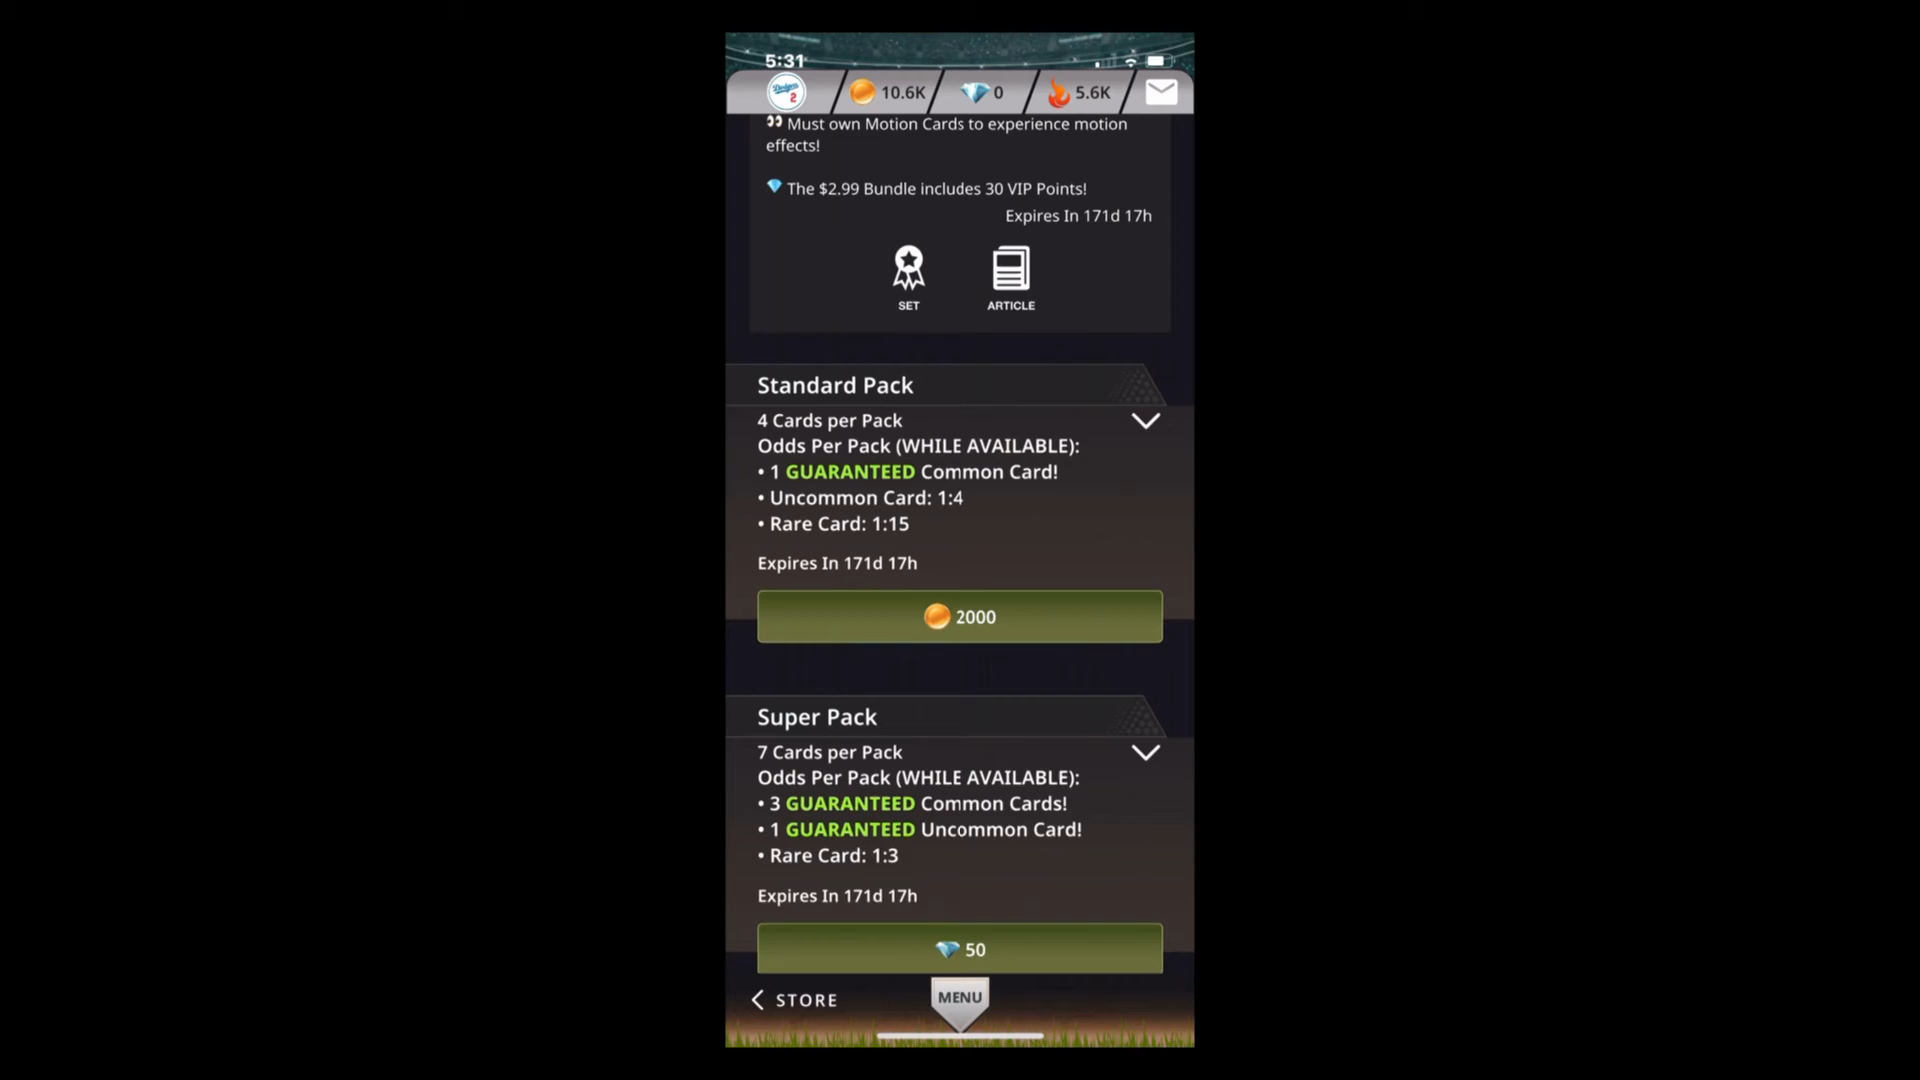 5:31
Dodgers 2
10.6K
0
5.6K
Must own Motion Cards to experience motion
effects!
The $2.99 Bundle includes 30 VIP Points!
Expires In 171d 17h
SET
ARTICLE
Standard Pack
4 Cards per Pack
Odds Per Pack (WHILE AVAILABLE):
• 1 GUARANTEED Common Card!
• Uncommon Card: 1:4
• Rare Card: 1:15
Expires In 171d 17h
2000
Super Pack
7 Cards per Pack
Odds Per Pack (WHILE AVAILABLE):
• 3 GUARANTEED Common Cards!
• 1 GUARANTEED Uncommon Card!
• Rare Card: 1:3
Expires In 171d 17h
50
STORE
MENU